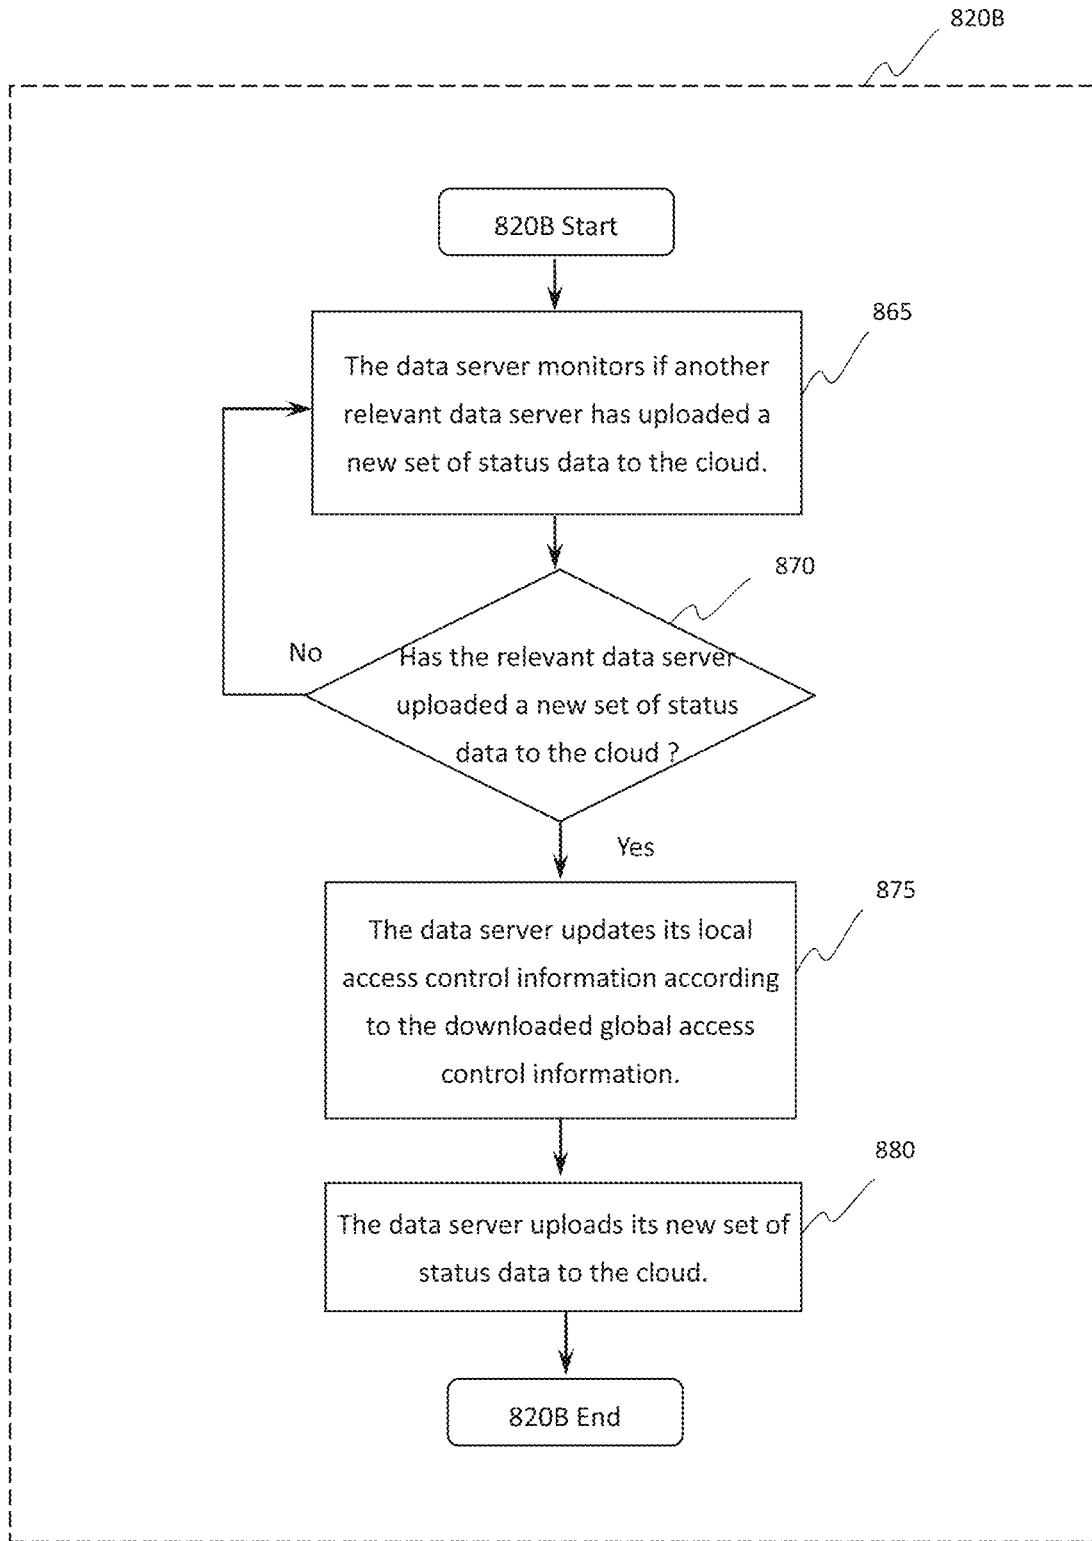 820B
820B Start
865
The data server monitors if another
relevant data server has uploaded a
new set of status data to the cloud.
870
No
Has the relevant data server
uploaded a new set of status
data to the cloud ?
Yes
875
The data server updates its local
access control information according
to the downloaded global access
control information.
880
The data server uploads its new set of
status data to the cloud.
820B End